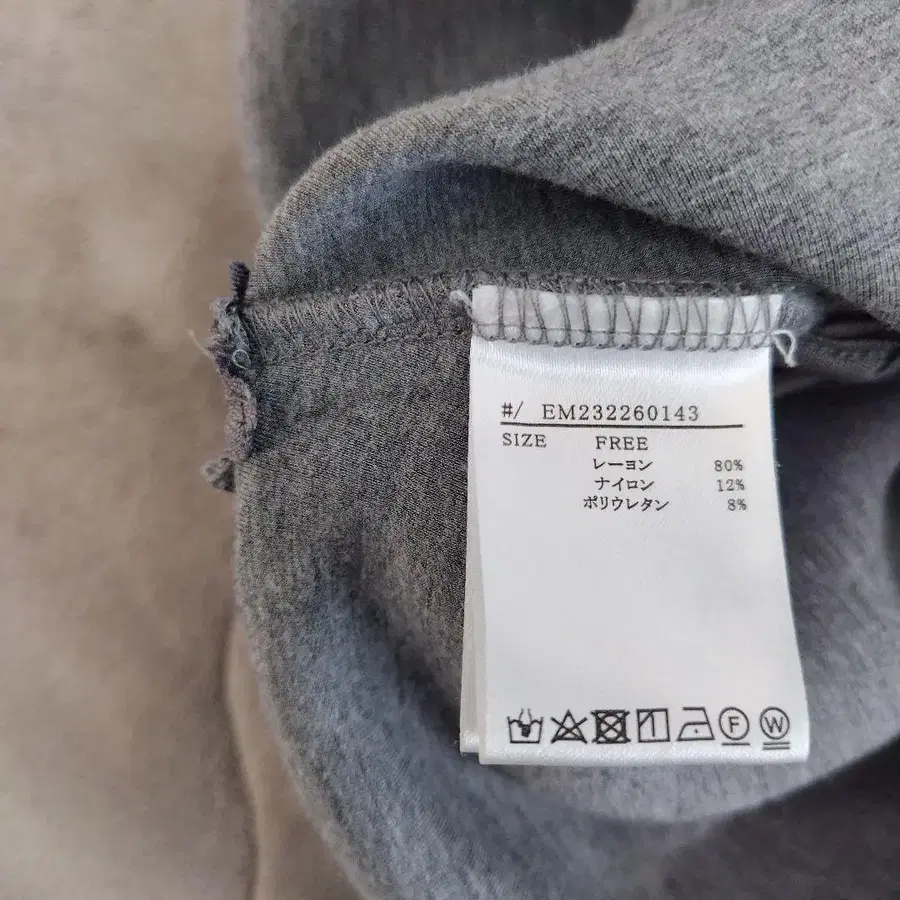 #/ EM232260143
SIZE FREE
レーヨン 80%
ナイロン 12%
ポリウレタン 8%
F W